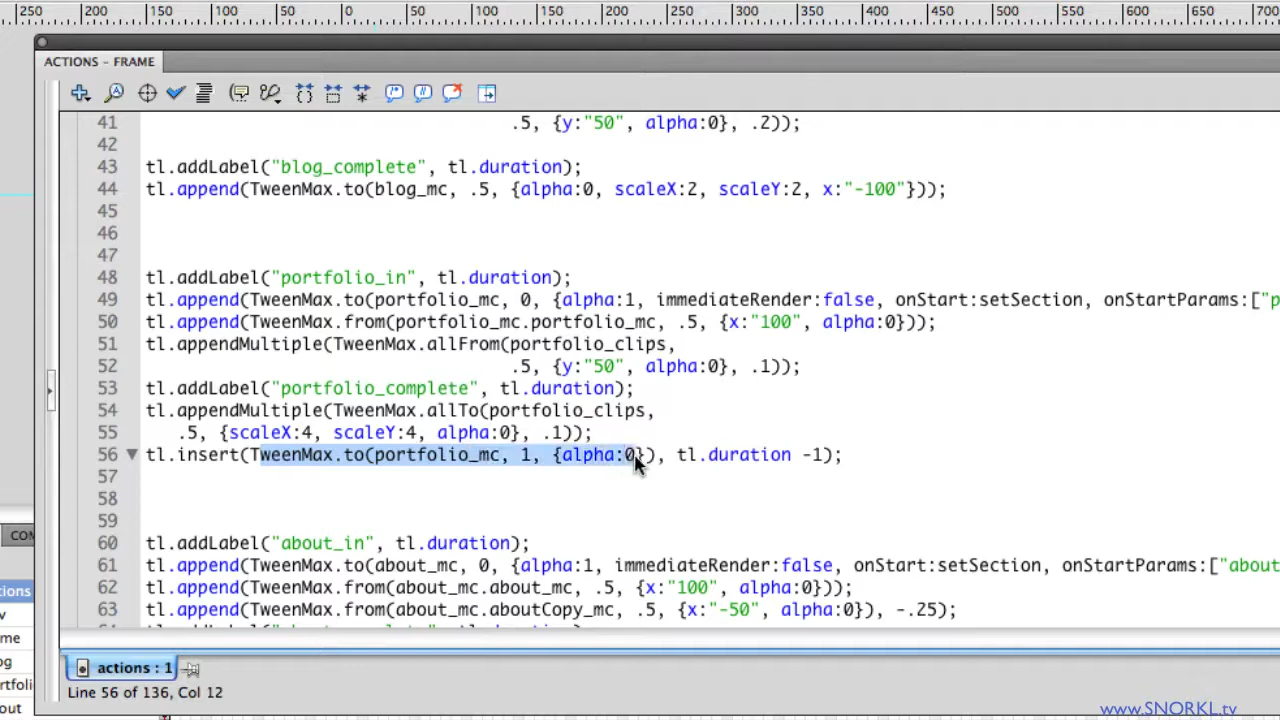 250 200 150 100 50 0 50 100 150 200 250 300 350 400 450 500 550 600 650 700
ACTIONS - FRAME
41 .5, {y:"50", alpha:0}, .2));
42
43 tl.addLabel("blog_complete", tl.duration);
44 tl.append(TweenMax.to(blog_mc, .5, {alpha:0, scaleX:2, scaleY:2, x:"-100"}));
45
46
47
48 tl.addLabel("portfolio_in", tl.duration);
49 tl.append(TweenMax.to(portfolio_mc, 0, {alpha:1, immediateRender:false, onStart:setSection, onStartParams:["p
50 tl.append(TweenMax.from(portfolio_mc.portfolio_mc, .5, {x:"100", alpha:0}));
51 tl.appendMultiple(TweenMax.allFrom(portfolio_clips,
52 .5, {y:"50", alpha:0}, .1));
53 tl.addLabel("portfolio_complete", tl.duration);
54 tl.appendMultiple(TweenMax.allTo(portfolio_clips,
55 .5, {scaleX:4, scaleY:4, alpha:0}, .1));
56 tl.insert(TweenMax.to(portfolio_mc, 1, {alpha:0}), tl.duration -1);
57
58
59
60 tl.addLabel("about_in", tl.duration);
61 tl.append(TweenMax.to(about_mc, 0, {alpha:1, immediateRender:false, onStart:setSection, onStartParams:["about
62 tl.append(TweenMax.from(about_mc.about_mc, .5, {x:"100", alpha:0}));
63 tl.append(TweenMax.from(about_mc.aboutCopy_mc, .5, {x:"-50", alpha:0}), -.25);
COM
ions
v
me
og
rtfoli
out
actions : 1
Line 56 of 136, Col 12
www.SNORKL.tv